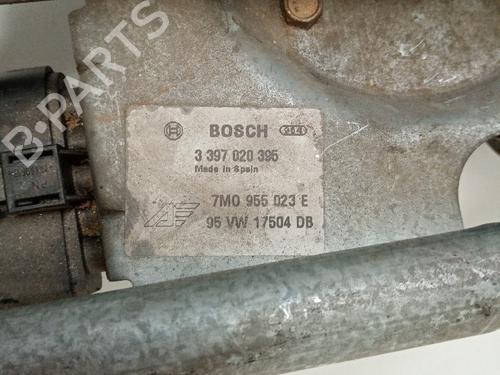 B-PARTS
BOSCH
3 397 020 395
Made in Spain
7M0 955 023 E
95 VW 17504 DB